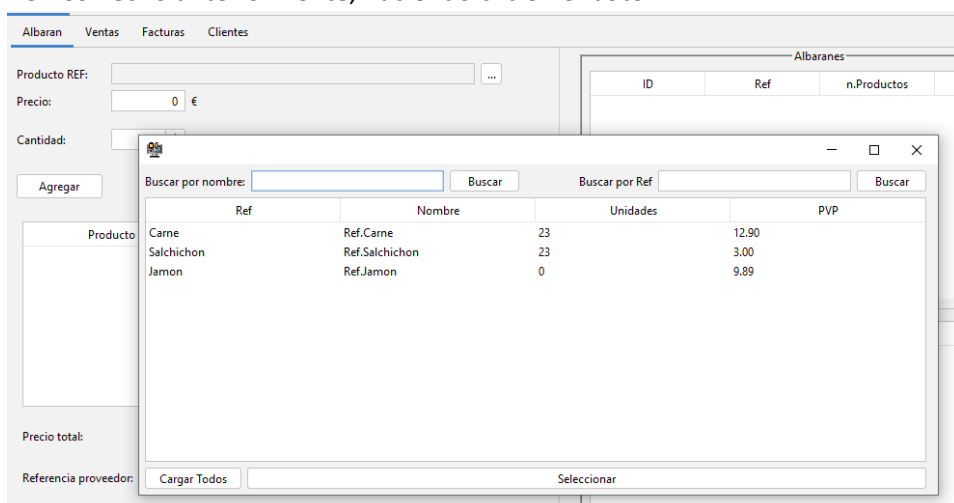 Albaran Ventas Facturas Clientes
Albaranes
Producto REF: ...
ID Ref n.Productos
Precio: 0 €
Cantidad:
Buscar por nombre: Buscar Buscar por Ref Buscar
Agregar
Ref Nombre Unidades PVP
Producto
Carne Ref.Carne 23 12.90
Salchichon Ref.Salchichon 23 3.00
Jamon Ref.Jamon 0 9.89
Precio total:
Referencia proveedor: Cargar Todos Seleccionar